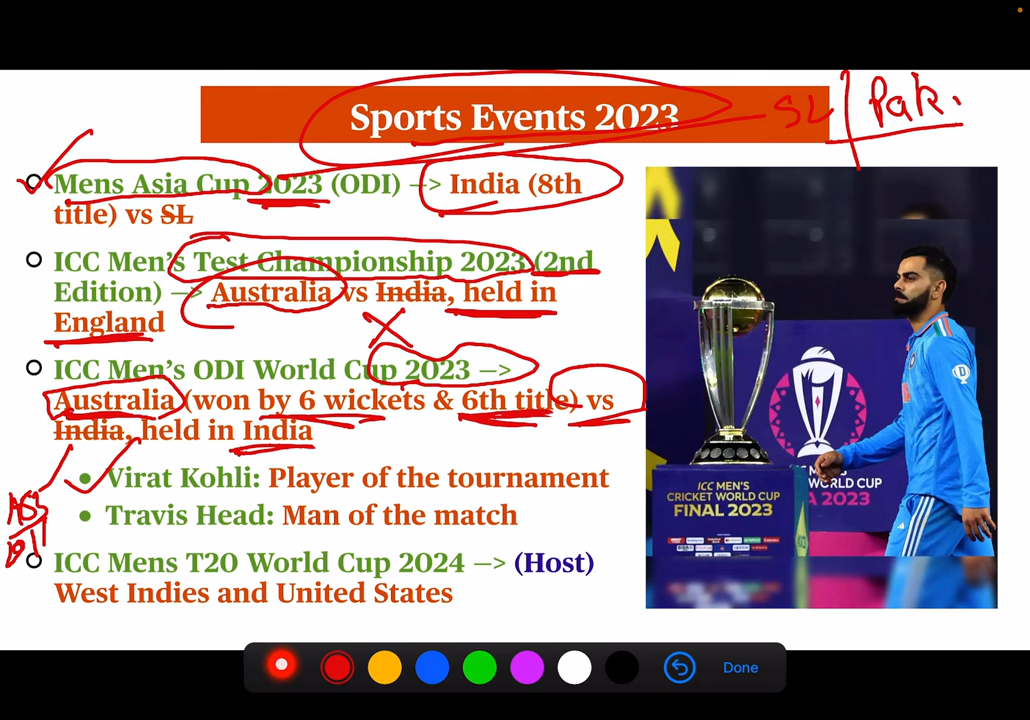 Sports Events 2023
SL Pak.
Mens Asia Cup 2023 (ODI) –> India (8th
title) vs SL
ICC Men's Test Championship 2023 (2nd
Edition) –> Australia vs India, held in
England
ICC Men's ODI World Cup 2023 –>
Australia (won by 6 wickets & 6th title) vs
India, held in India
Virat Kohli: Player of the tournament
Travis Head: Man of the match
ICC Mens T20 World Cup 2024 –> (Host)
West Indies and United States
ICC MEN'S
CRICKET WORLD CUP
FINAL 2023
WORLD CUP
A 2023
D
Done